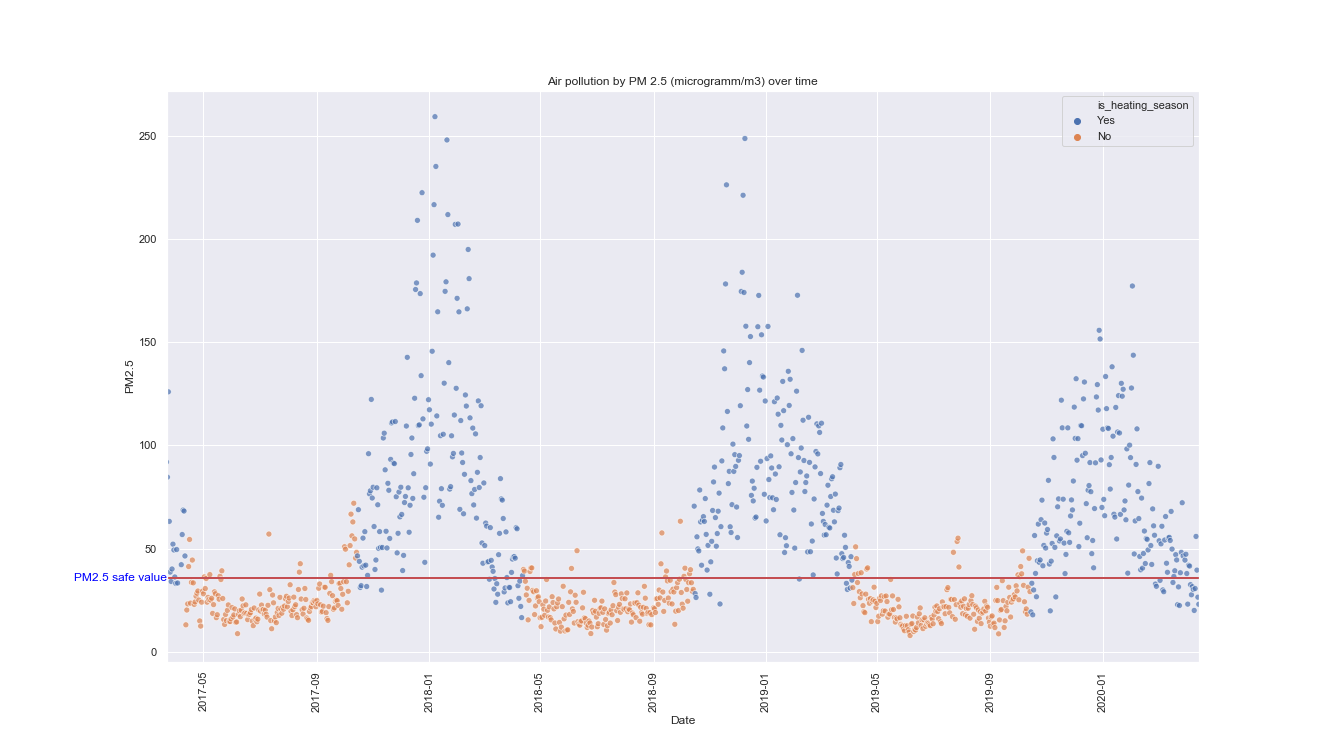 Air pollution by PM 2.5 (microgramm/m3) over time
is_heating_season
Yes
No
250
200
150
100
50
0
PM2.5
PM2.5 safe value
2017-05
2017-09
2018-01
2018-05
2018-09
2019-01
2019-05
2019-09
2020-01
Date